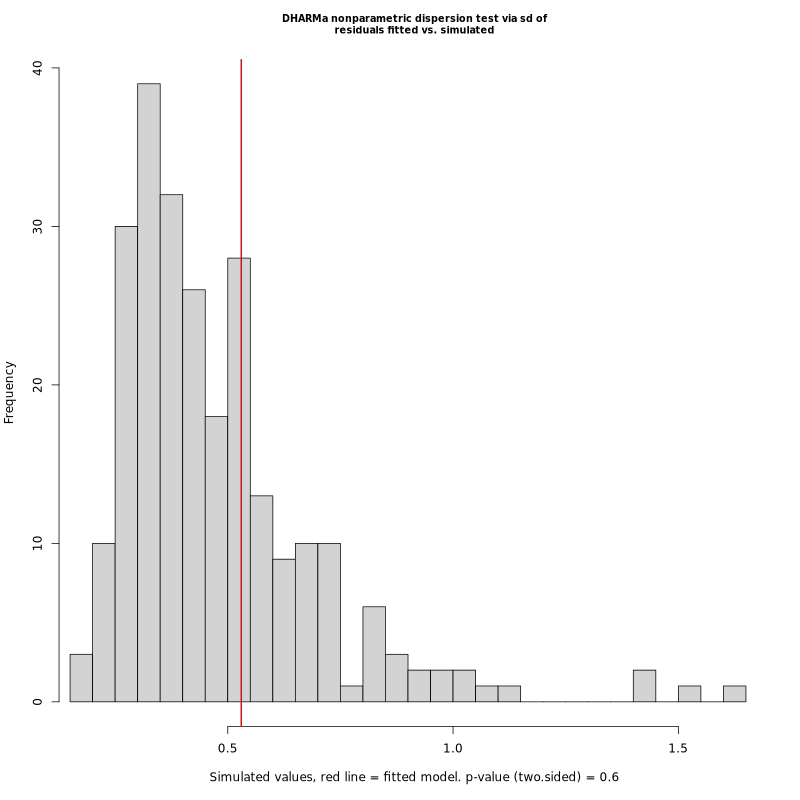 DHARMa nonparametric dispersion test via sd of
residuals fitted vs. simulated
40
30
20
10
0
Frequency
0.5 1.0 1.5
Simulated values, red line = fitted model. p-value (two.sided) = 0.6